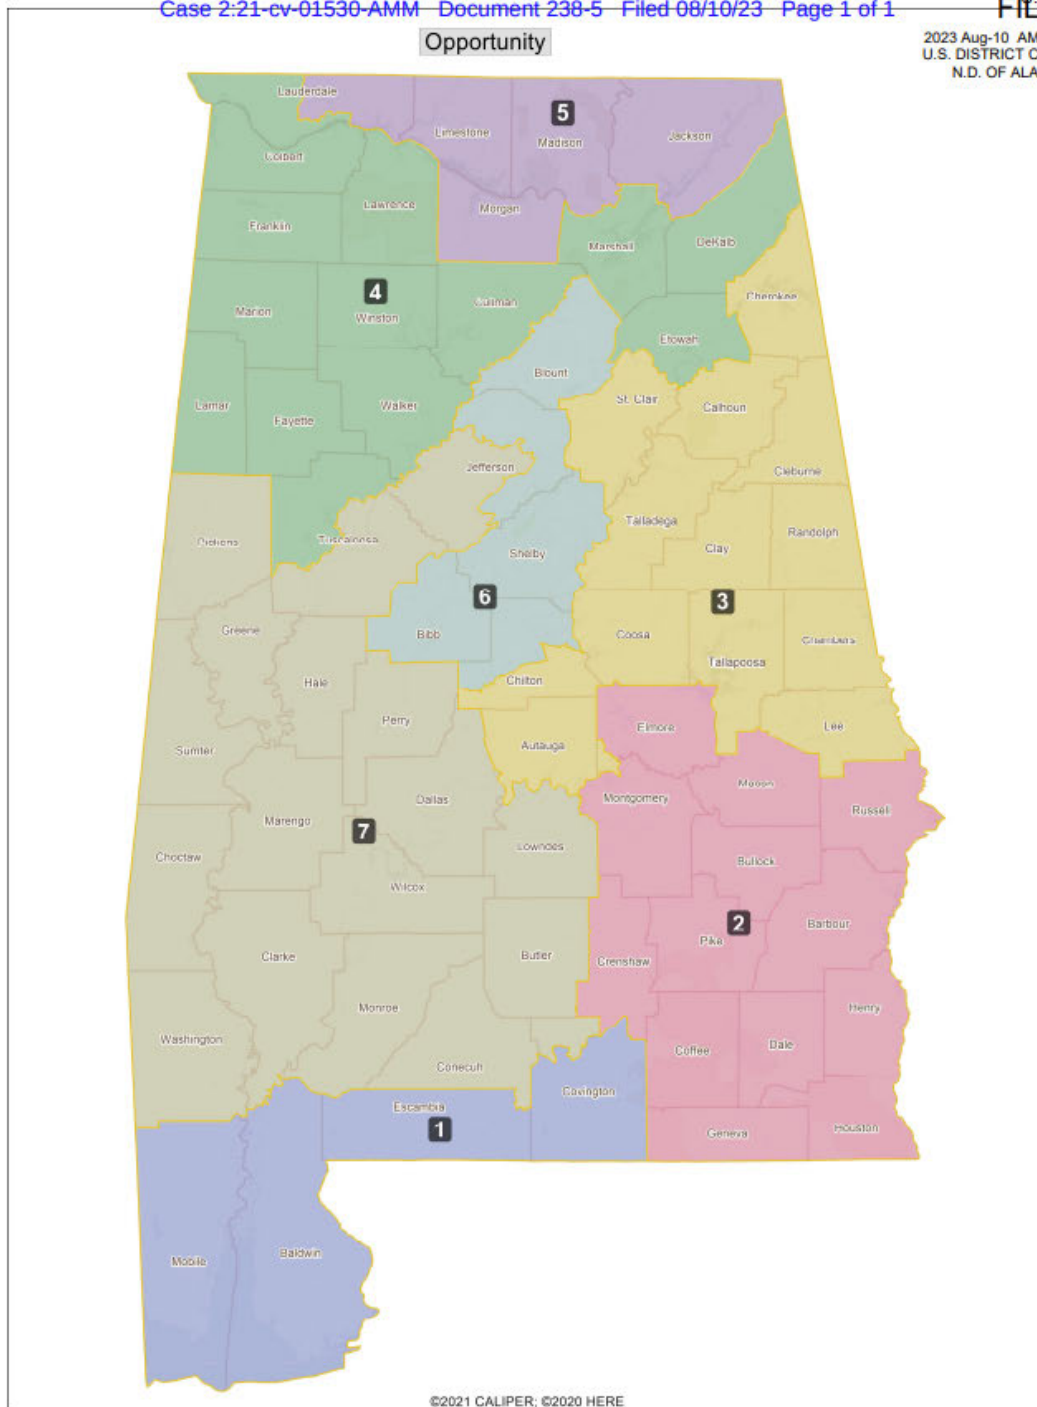 Case 2:21-cv-01530-AMM Document 238-5 Filed 08/10/23 Page 1 of 1
FIL
2023 Aug-10 AM
U.S. DISTRICT C
N.D. OF ALA
Opportunity
Lauderdale
5
Limestone
Madison
Jackson
Colbert
Lawrence
Morgan
Franklin
Marshall
DeKalb
4
Marion
Winston
Cullman
Cherokee
Etowah
Blount
Lamar
Fayette
Walker
St. Clair
Calhoun
Jefferson
Cleburne
Pickens
Tuscaloosa
Talladega
Randolph
Shelby
Clay
6
3
Greene
Bibb
Coosa
Chambers
Tallapoosa
Hale
Chilton
Perry
Elmore
Lee
Sumter
Autauga
Macon
Dallas
Montgomery
Russell
Marengo
7
Choctaw
Lowndes
Bullock
Wilcox
2
Barbour
Pike
Clarke
Butler
Crenshaw
Monroe
Henry
Washington
Coffee
Dale
Conecuh
Covington
Escambia
1
Geneva
Houston
Mobile
Baldwin
©2021 CALIPER; ©2020 HERE